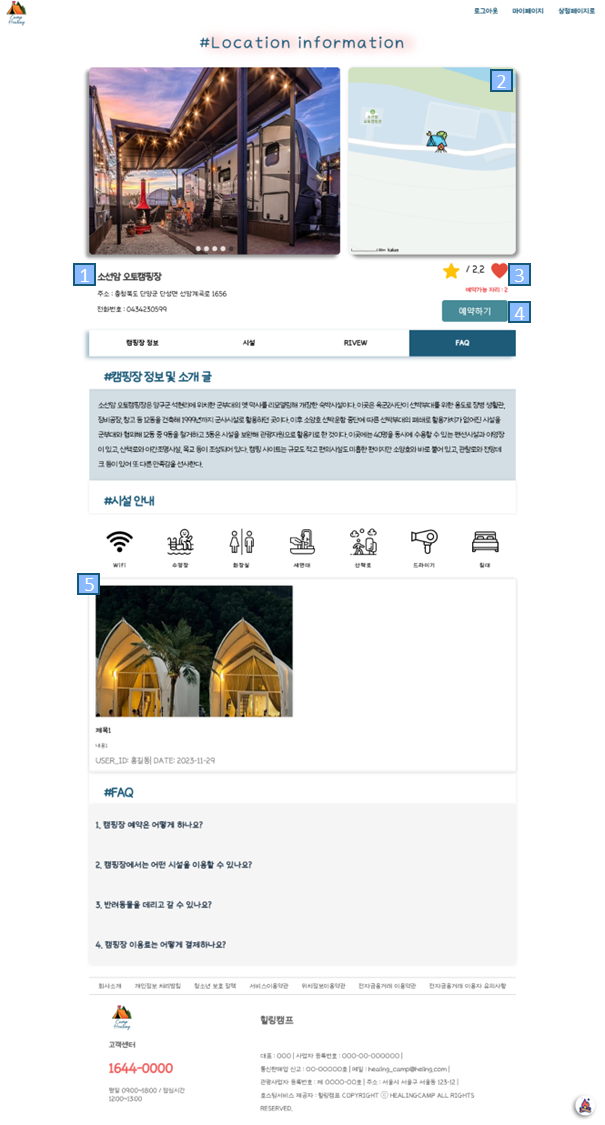 Camp
Healing
로그아웃 마이페이지 상점페이지로
#Location information
2
kakao
1
소선암 오토캠핑장
/ 2.2
3
예약가능 자리 : 2
주소 : 충청북도 단양군 단성면 선암계곡로 1656
예약하기
4
전화번호 : 0434230599
캠핑장 정보 시설 RIVEW FAQ
#캠핑장 정보 및 소개 글
소선암 오토캠핑장은 양구군 석현리에 위치한 군부대의 옛 막사를 리모델링해 개장한 숙박시설이다. 이곳은 육군2사단이 선박부대를 위한 용도로 장병 생활관,
정비공장, 창고 등 12동을 건축해 1999년까지 군사시설로 활용하던 곳이다. 이후 소양호 선박운항 중단에 따른 선박부대의 폐쇄로 활용가치가 없어진 시설을
군부대와 협의해 12동 중 9동을 철거하고 3동은 시설을 보완해 관광자원으로 활용키로 한 것이다. 이곳에는 40명을 동시에 수용할 수 있는 펜션시설과 야영장
이 있고, 산책로와 야간조명시설, 목교 등이 조성되어 있다. 캠핑 사이트는 규모도 작고 편의시설도 미흡한 편이지만 소양호와 바로 붙어 있고, 관찰로와 전망데
크 등이 있어 또 다른 만족감을 선사한다.
#시설 안내
Wifi 수영장 화장실 세면대 산책로 드라이기 침대
5
제목1
내용1
USER_ID: 홍길동| DATE: 2023-11-29
#FAQ
1. 캠핑장 예약은 어떻게 하나요?
2. 캠핑장에서는 어떤 시설을 이용할 수 있나요?
3. 반려동물을 데리고 갈 수 있나요?
4. 캠핑장 이용료는 어떻게 결제하나요?
회사소개 개인정보 처리방침 청소년 보호 정책 서비스이용약관 위치정보이용약관 전자금융거래 이용약관 전자금융거래 이용자 유의사항
Camp
Healing
힐링캠프
고객센터
1644-0000
평일 09:00~18:00 / 점심시간
12:00~13:00
대표 : OOO | 사업자 등록번호 : 000-00-000000 |
통신판매업 신고 : 00-00000호 | 메일 : healing_camp@healing.com |
관광사업자 등록번호 : 제 0000-00호 | 주소 : 서울시 서울구 서울동 123-12 |
호스팅서비스 제공자 : 힐링캠프 COPYRIGHT ⓒ HEALINGCAMP ALL RIGHTS
RESERVED.